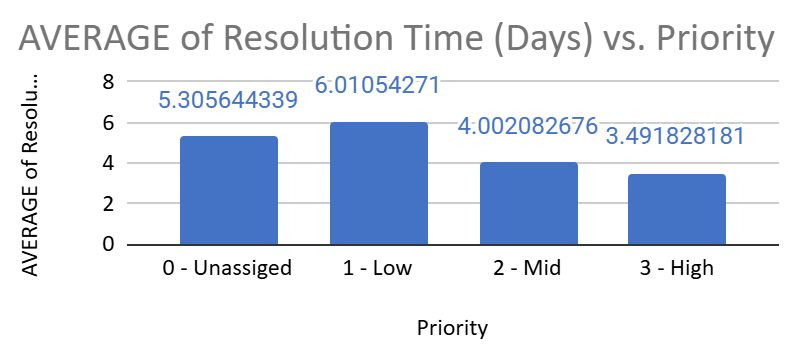 AVERAGE of Resolution Time (Days) vs. Priority
AVERAGE of Resolu...
8
6
4
2
0
5.305644339
6.01054271
4.002082676
3.491828181
0 - Unassiged
1 - Low
2 - Mid
3 - High
Priority